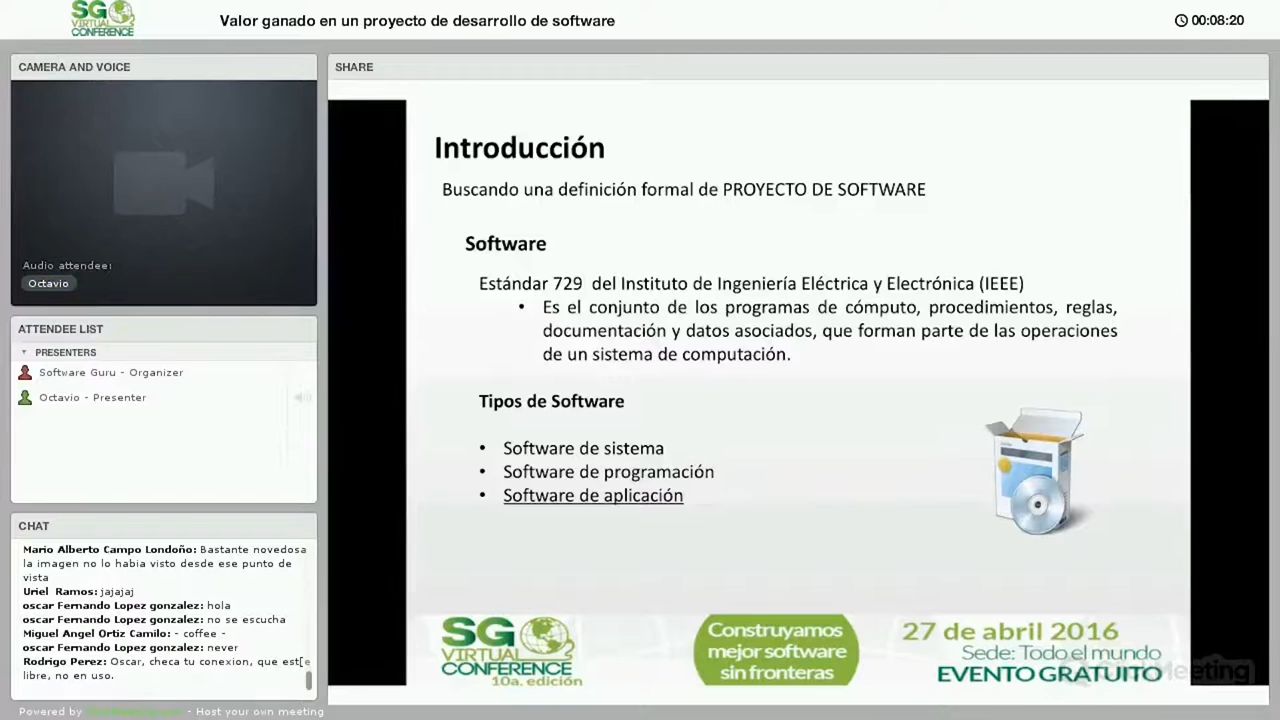 SG VIRTUAL CONFERENCE
Valor ganado en un proyecto de desarrollo de software
00:08:20
CAMERA AND VOICE
Audio attendee:
Octavio
ATTENDEE LIST
PRESENTERS
Software Guru - Organizer
Octavio - Presenter
CHAT
Mario Alberto Campo Londoño: Bastante novedosa
la imagen no lo habia visto desde ese punto de
vista
Uriel Ramos: jajajaj
oscar Fernando Lopez gonzalez: hola
oscar Fernando Lopez gonzalez: no se escucha
Miguel Angel Ortiz Camilo: - coffee -
oscar Fernando Lopez gonzalez: never
Rodrigo Perez: Oscar, checa tu conexion, que est[e
libre, no en uso.
Powered by ClickMeeting.com - Host your own meeting
SHARE
Introducción
Buscando una definición formal de PROYECTO DE SOFTWARE
Software
Estándar 729 del Instituto de Ingeniería Eléctrica y Electrónica (IEEE)
• Es el conjunto de los programas de cómputo, procedimientos, reglas,
documentación y datos asociados, que forman parte de las operaciones
de un sistema de computación.
Tipos de Software
• Software de sistema
• Software de programación
• Software de aplicación
SG VIRTUAL CONFERENCE
10a. edición
Construyamos
mejor software
sin fronteras
27 de abril 2016
Sede: Todo el mundo
EVENTO GRATUITO
ClickMeeting